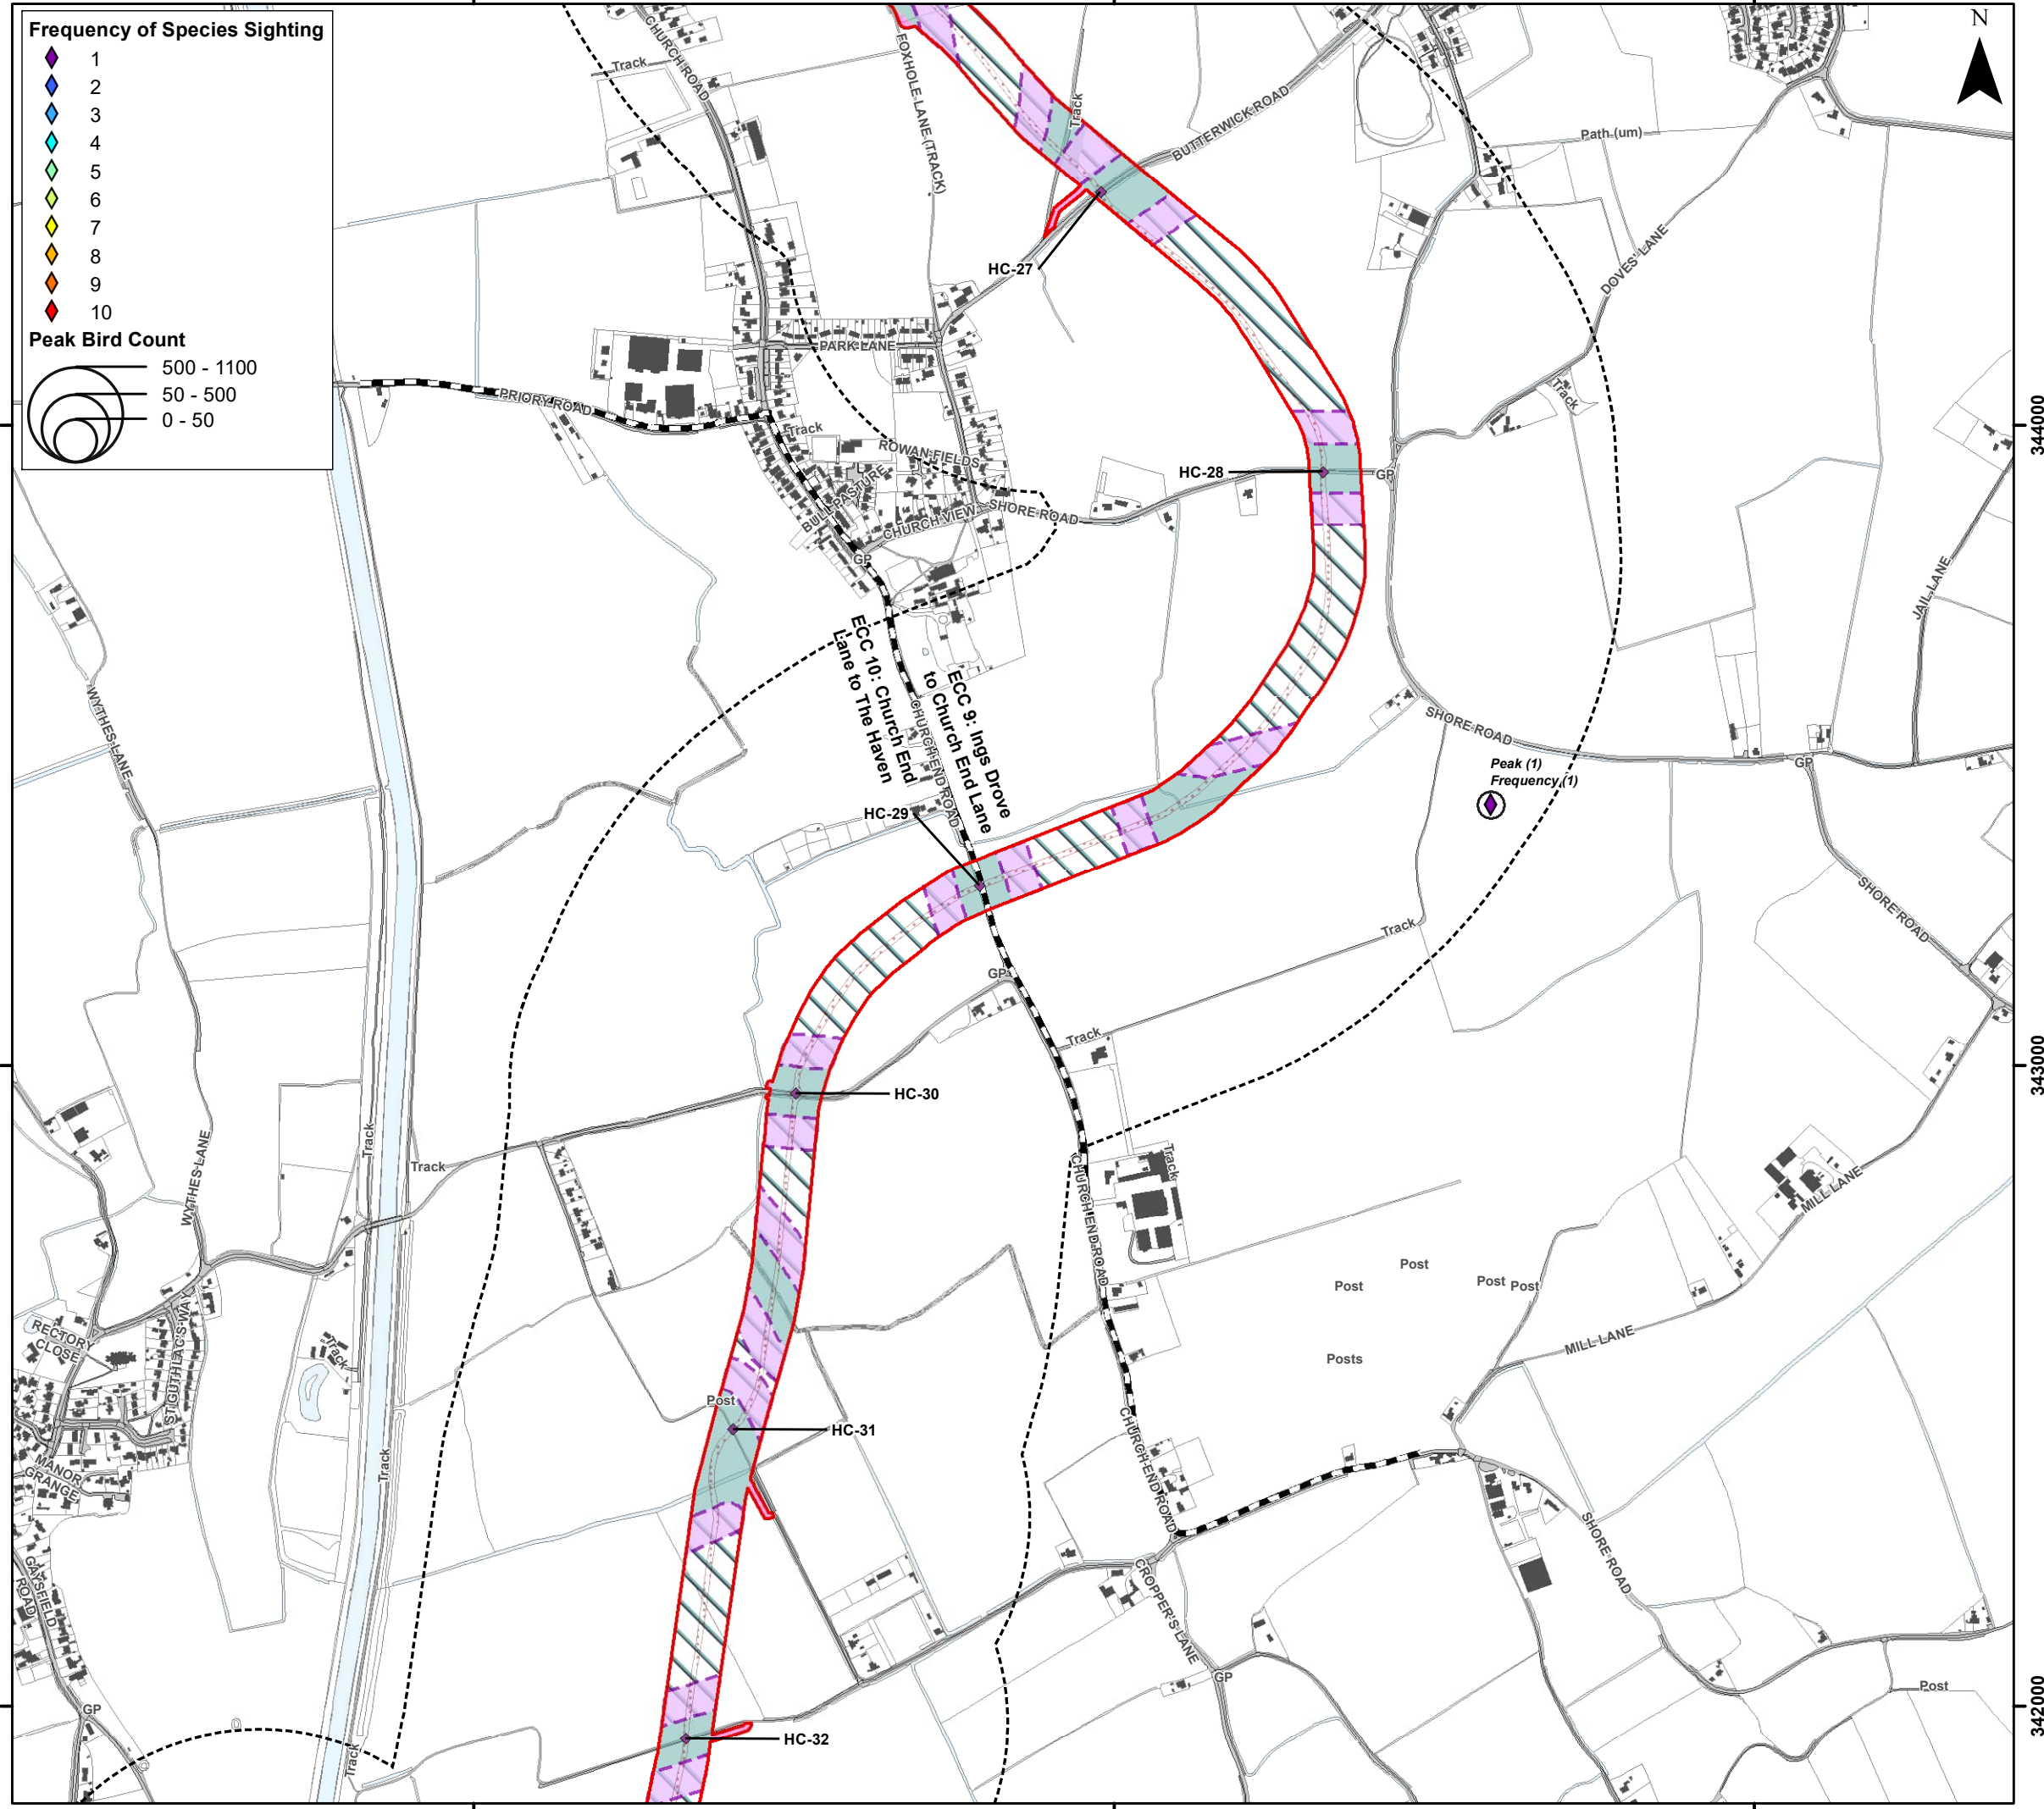 Frequency of Species Sighting
1
2
3
4
5
6
7
8
9
10
Peak Bird Count
500 - 1100
50 - 500
0 - 50
N
CHURCH ROAD
Track
FOXHOLE LANE (TRACK)
Track
BUTTERWICK ROAD
Path (um)
DOVES' LANE
HC-27
PARK LANE
PRIORY ROAD
Track
ROWAN FIELDS
BULL PASTURE
CHURCH VIEW
SHORE ROAD
GP
HC-28
GP
Track
344000
JAIL LANE
WYTHES LANE
ECC 10: Church End
Lane to The Haven
ECC 9: Ings Drove
to Church End Lane
CHURCH END ROAD
SHORE ROAD
GP
Peak (1)
Frequency (1)
HC-29
SHORE ROAD
Track
GP
Track
343000
HC-30
Track
Track
WYTHES LANE
Track
CHURCH END ROAD
MILL LANE
Post
Post
Post
Post
MILL LANE
Posts
RECTORY
CLOSE
ST GUTHLAC'S WAY
Track
Post
HC-31
MANOR
GRANGE
Track
CHURCH END ROAD
GAYSFIELD
ROAD
CROPPER'S LANE
SHORE ROAD
GP
GP
Post
342000
HC-32
Track